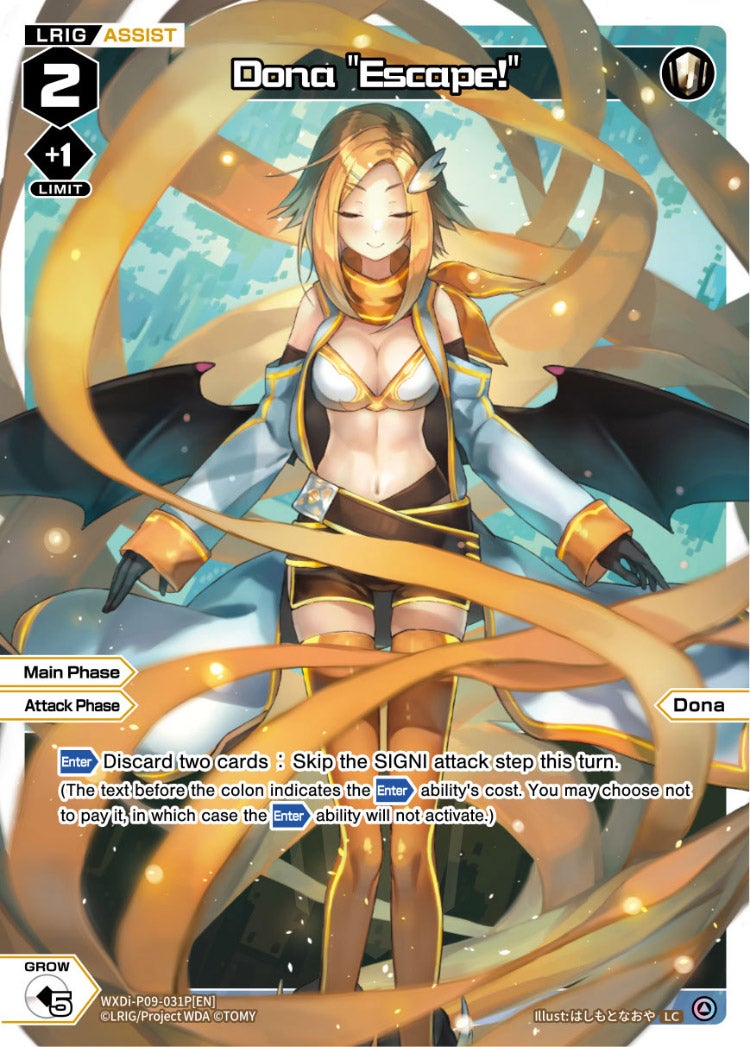 LRIG ASSIST
2
Dona "Escape!"
+1
LIMIT
Main Phase
Attack Phase
Dona
Enter Discard two cards：Skip the SIGNI attack step this turn.
(The text before the colon indicates the Enter ability's cost. You may choose not
to pay it, in which case the Enter ability will not activate.)
GROW
5
WXDi-P09-031P[EN]
©LRIG/Project WDA ©TOMY
Illust:はしもとなおや LC